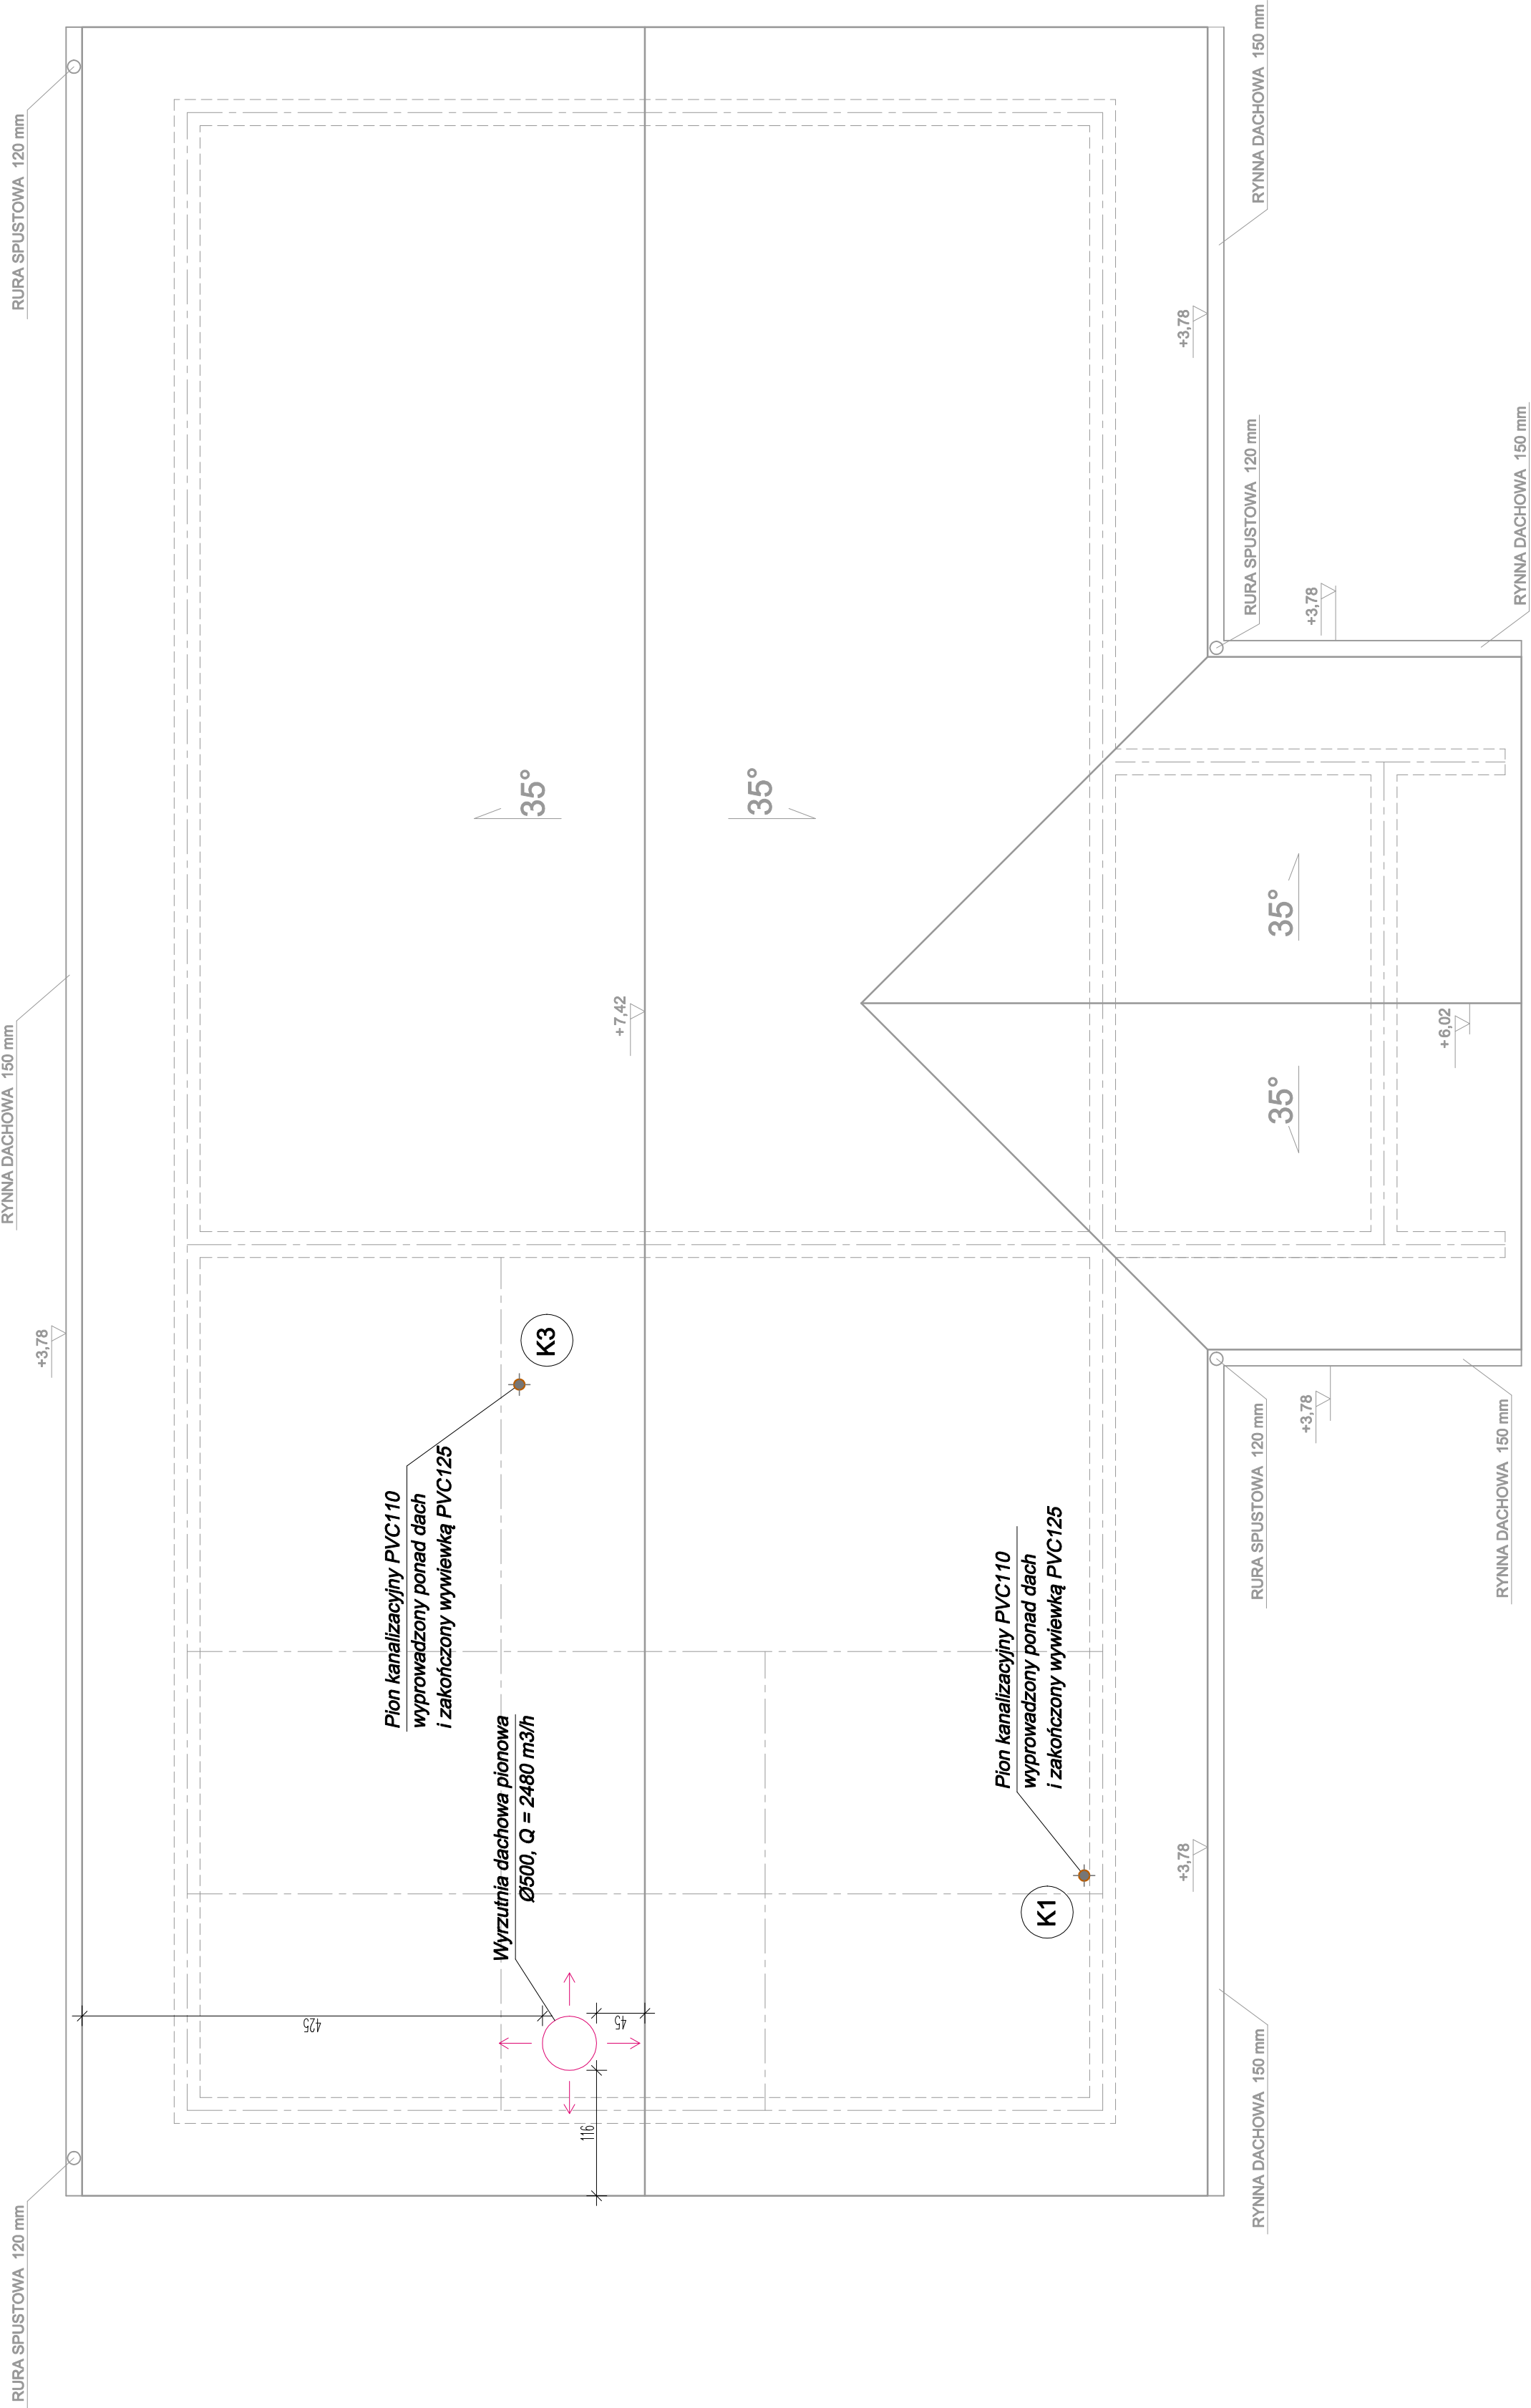 RURA SPUSTOWA 120 mm
RYNNA DACHOWA 150 mm
RURA SPUSTOWA 120 mm
+3,78
425
Wyrzutnia dachowa pionowa
Ø500, Q = 2480 m3/h
45
116
Pion kanalizacyjny PVC110
wyprowadzony ponad dach
i zakończony wywiewką PVC125
K3
35°
+7,42
35°
Pion kanalizacyjny PVC110
wyprowadzony ponad dach
i zakończony wywiewką PVC125
K1
+3,78
+3,78
RYNNA DACHOWA 150 mm
RURA SPUSTOWA 120 mm
35°
35°
RURA SPUSTOWA 120 mm
RYNNA DACHOWA 150 mm
+3,78
+3,78
+6,02
RYNNA DACHOWA 150 mm
RYNNA DACHOWA 150 mm